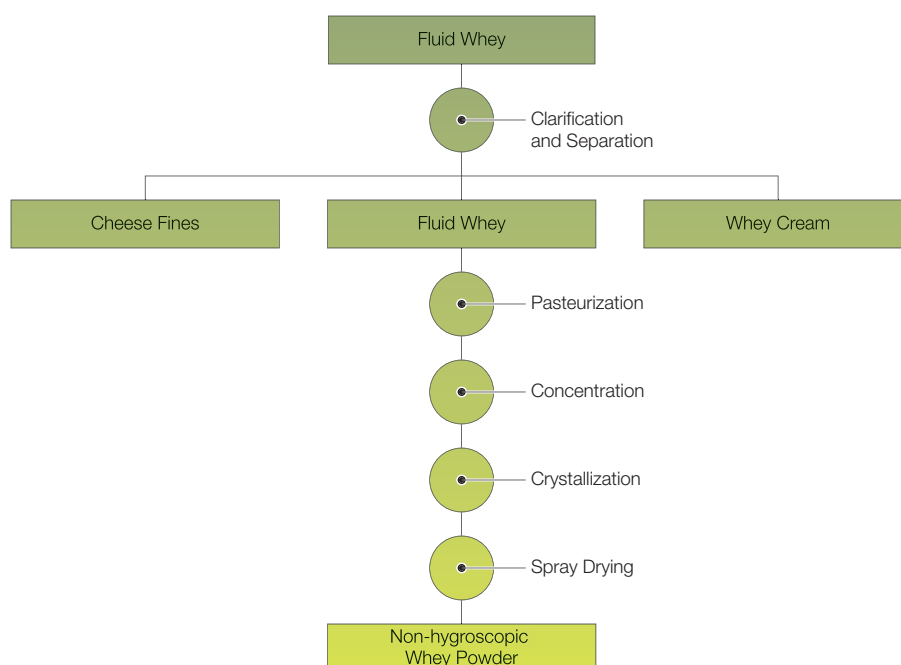 Fluid Whey
Clarification
and Separation
Cheese Fines
Fluid Whey
Whey Cream
Pasteurization
Concentration
Crystallization
Spray Drying
Non-hygroscopic
Whey Powder